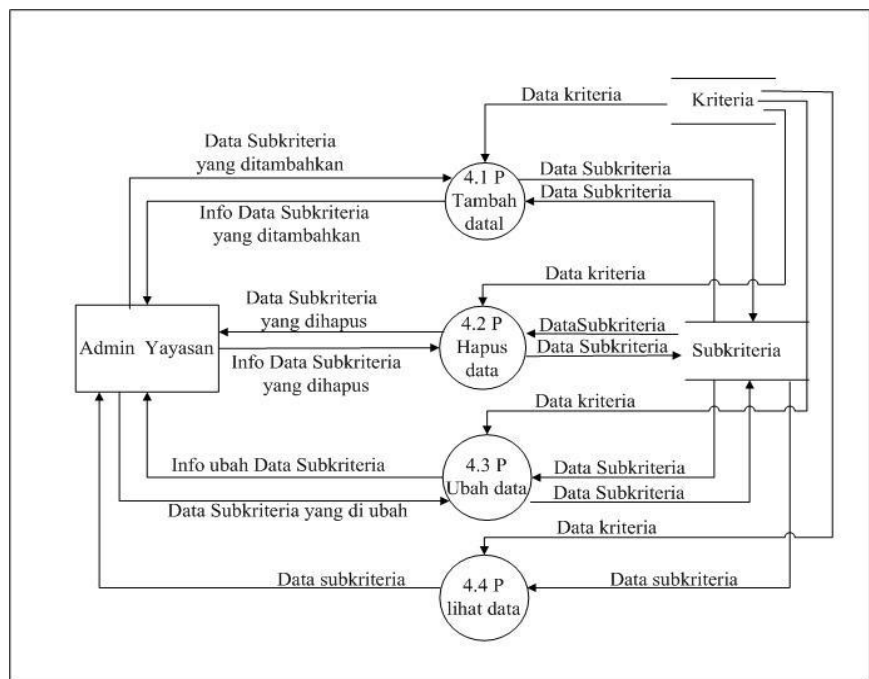 Data kriteria
Kriteria
Data Subkriteria
yang ditambahkan
4.1 P
Tambah
datal
Data Subkriteria
Data Subkriteria
Info Data Subkriteria
yang ditambahkan
Data kriteria
Data Subkriteria
yang dihapus
4.2 P
Hapus
data
DataSubkriteria
Data Subkriteria
Admin Yayasan
Subkriteria
Info Data Subkriteria
yang dihapus
Data kriteria
Info ubah Data Subkriteria
4.3 P
Ubah data
Data Subkriteria
Data Subkriteria
Data Subkriteria yang di ubah
Data kriteria
Data subkriteria
4.4 P
lihat data
Data subkriteria